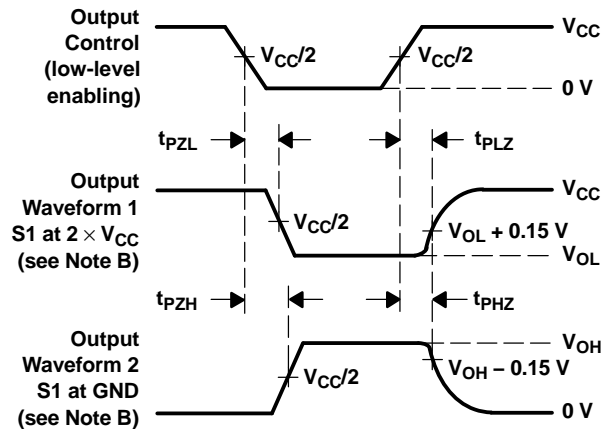 Output
Control
(low-level
enabling)
VCC/2
VCC/2
VCC
0 V
tPZL
tPLZ
Output
Waveform 1
S1 at 2 × VCC
(see Note B)
VCC/2
VCC
VOL + 0.15 V
VOL
tPZH
tPHZ
Output
Waveform 2
S1 at GND
(see Note B)
VCC/2
VOH
VOH − 0.15 V
0 V